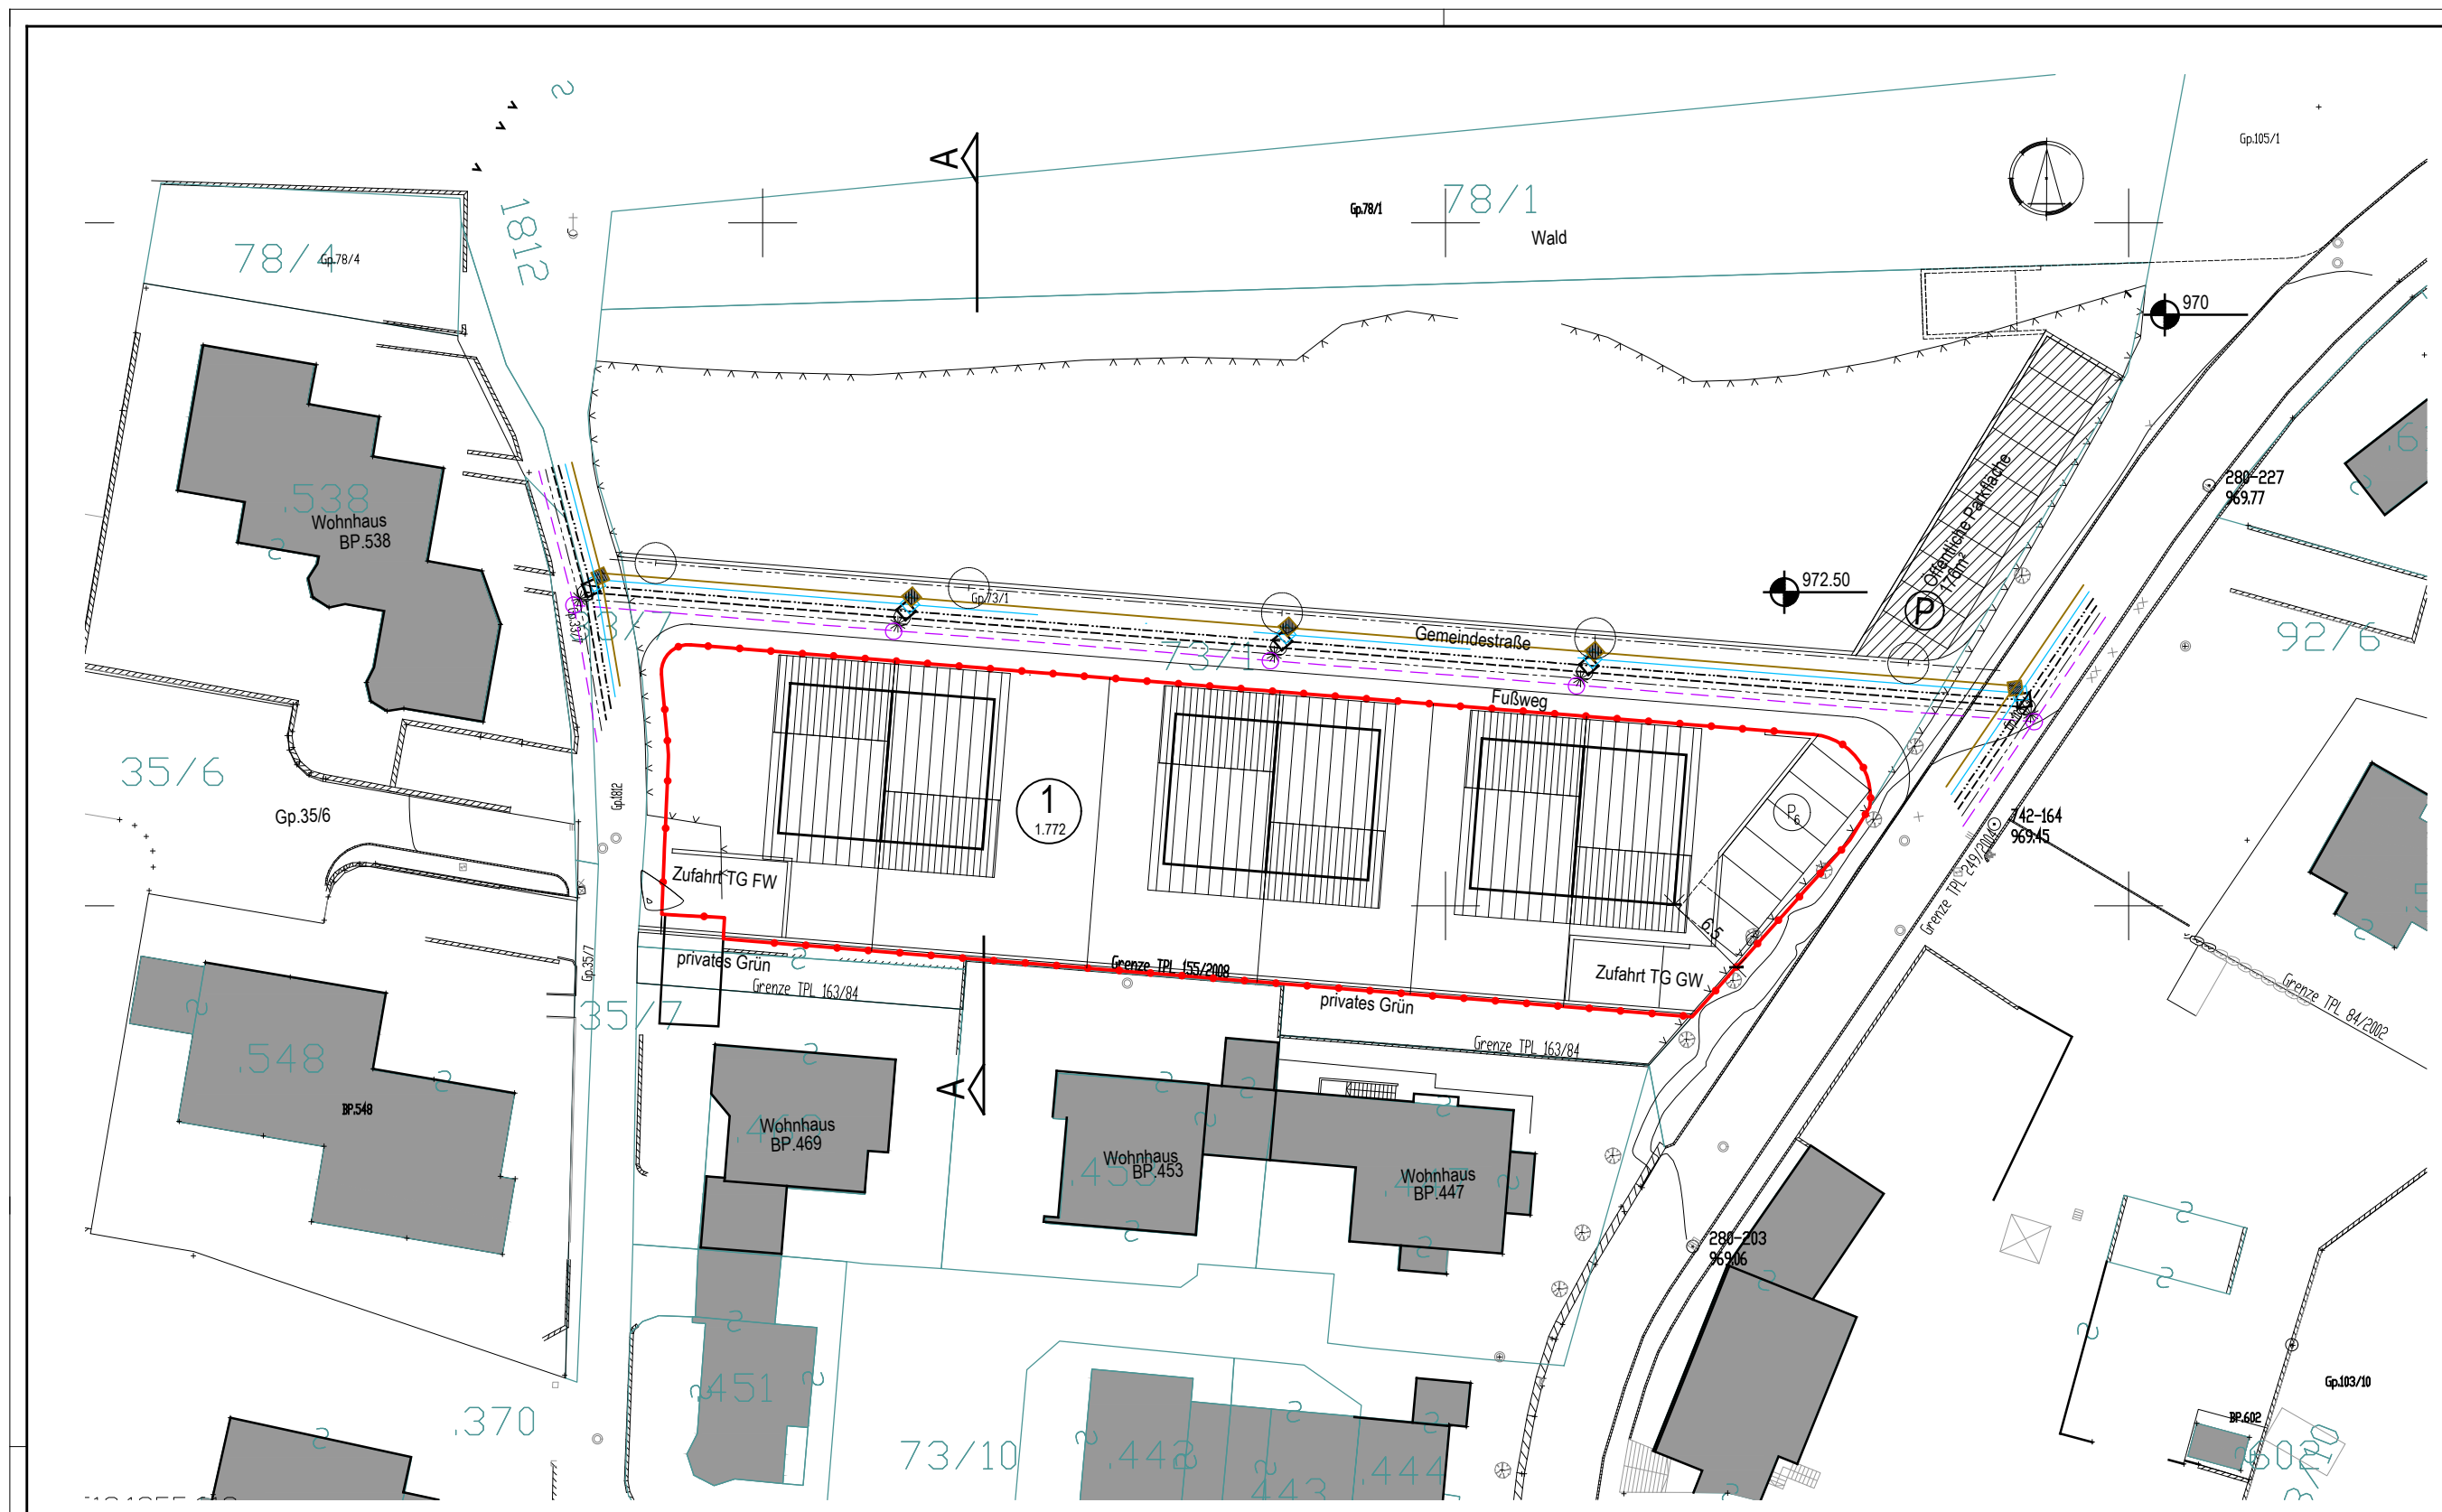 Gp.105/1
A
78/1
Gp.78/1
Wald
1812
78/4
Gp.78/4
970
.538
Wohnhaus
BP.538
280-227
969.77
Öffentliche Parkfläche
176m²
P
972.50
Gp.73/1
Gemeindestraße
73/1
92/6
Fußweg
35/6
Gp.35/6
Gp.1812
1
1.772
P
6
742-164
969.45
Zufahrt TG FW
6.5
Grenze TPL 249/2004
privates Grün
Grenze TPL 155/2008
Zufahrt TG GW
Grenze TPL 163/84
privates Grün
Gp.35/7
35/7
Grenze TPL 84/2002
Grenze TPL 163/84
.548
BP.548
A
Wohnhaus
BP.469
Wohnhaus
BP.453
Wohnhaus
BP.447
280-203
969.06
.451
.370
73/10
.442
.443
.444
Gp.103/10
BP.602
602